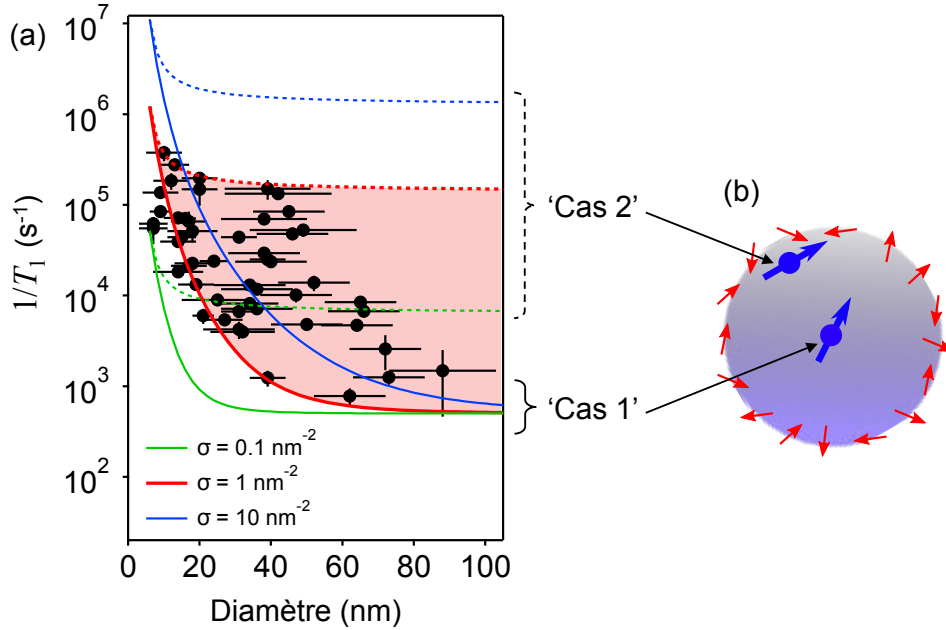 (a)
10⁷
10⁶
10⁵
10⁴
10³
10²
1/T₁ (s⁻¹)
σ = 0.1 nm⁻²
σ = 1 nm⁻²
σ = 10 nm⁻²
0 20 40 60 80 100
Diamètre (nm)
‘Cas 2’
‘Cas 1’
(b)